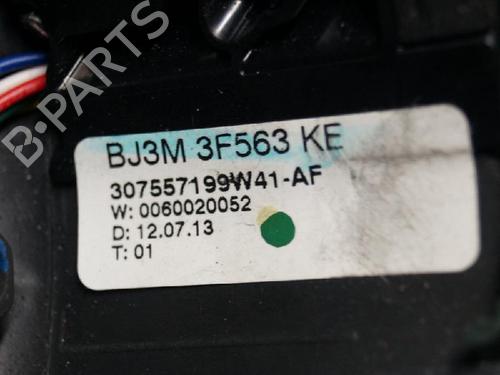 B-PARTS
BJ3M 3F563 KE
307557199W41-AF
W: 0060020052
D: 12.07.13
T: 01